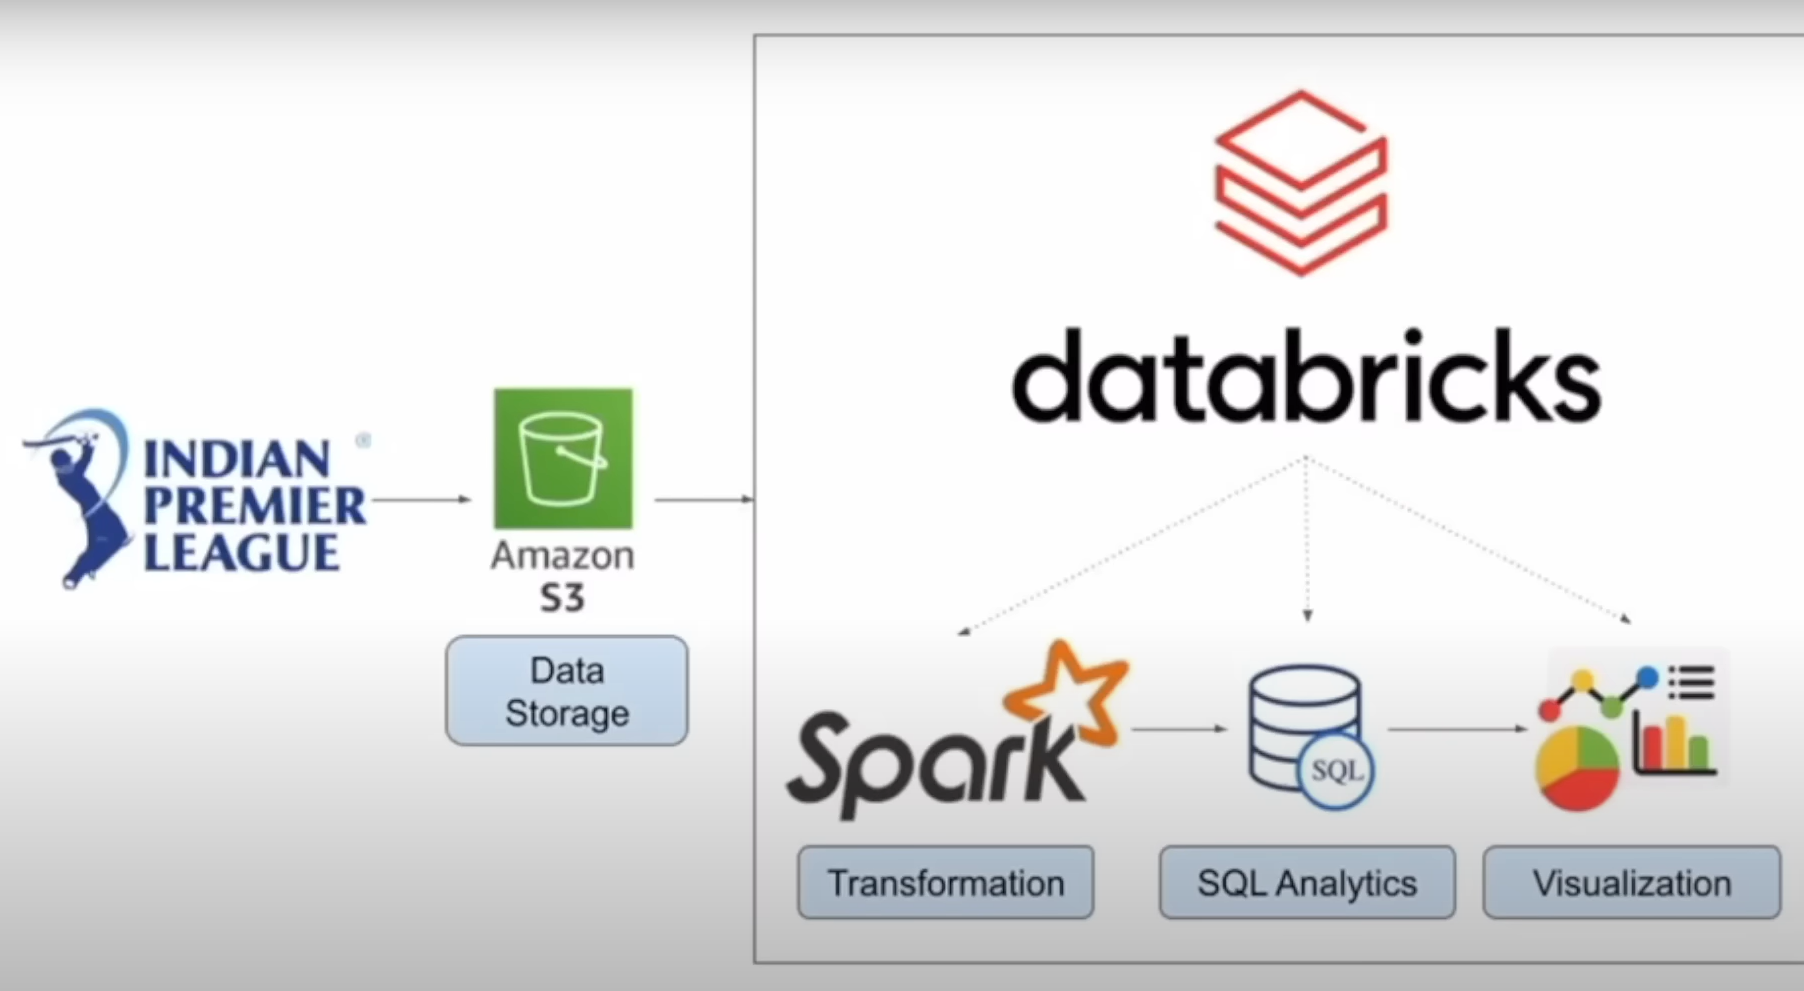 INDIAN
PREMIER
LEAGUE
®
Amazon
S3
Data
Storage
databricks
Spark
SQL
Transformation
SQL Analytics
Visualization